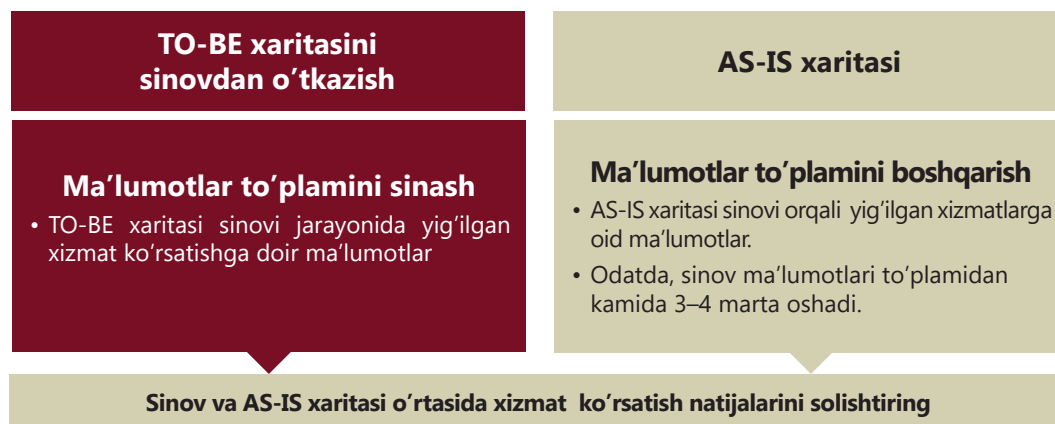 TO-BE xaritasini
sinovdan o’tkazish
AS-IS xaritasi
Ma’lumotlar to’plamini sinash
• TO-BE xaritasi sinovi jarayonida yig’ilgan
xizmat ko’rsatishga doir ma’lumotlar
Ma’lumotlar to’plamini boshqarish
• AS-IS xaritasi sinovi orqali yig’ilgan xizmatlarga
oid ma’lumotlar.
• Odatda, sinov ma’lumotlari to’plamidan
kamida 3–4 marta oshadi.
Sinov va AS-IS xaritasi o’rtasida xizmat ko’rsatish natijalarini solishtiring